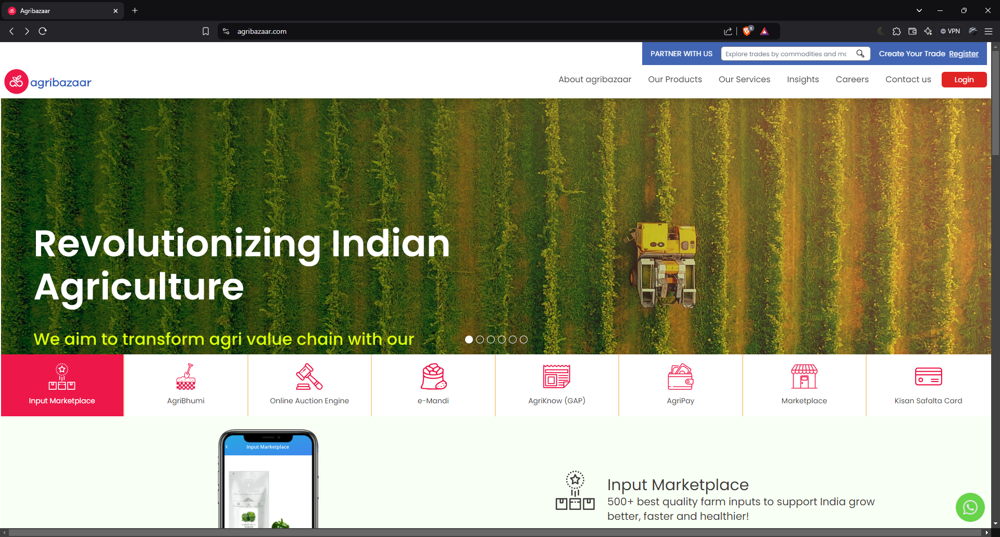 Agribazaar
agribazaar.com
9
VPN
PARTNER WITH US
Explore trades by commodities and mo
Create Your Trade Register
agribazaar
About agribazaar
Our Products
Our Services
Insights
Careers
Contact us
Login
Revolutionizing Indian
Agriculture
We aim to transform agri value chain with our
Input Marketplace
AgriBhumi
Online Auction Engine
e-Mandi
AgriKnow (GAP)
AgriPay
Marketplace
Kisan Safalta Card
Input Marketplace
Input Marketplace
500+ best quality farm inputs to support India grow
better, faster and healthier!